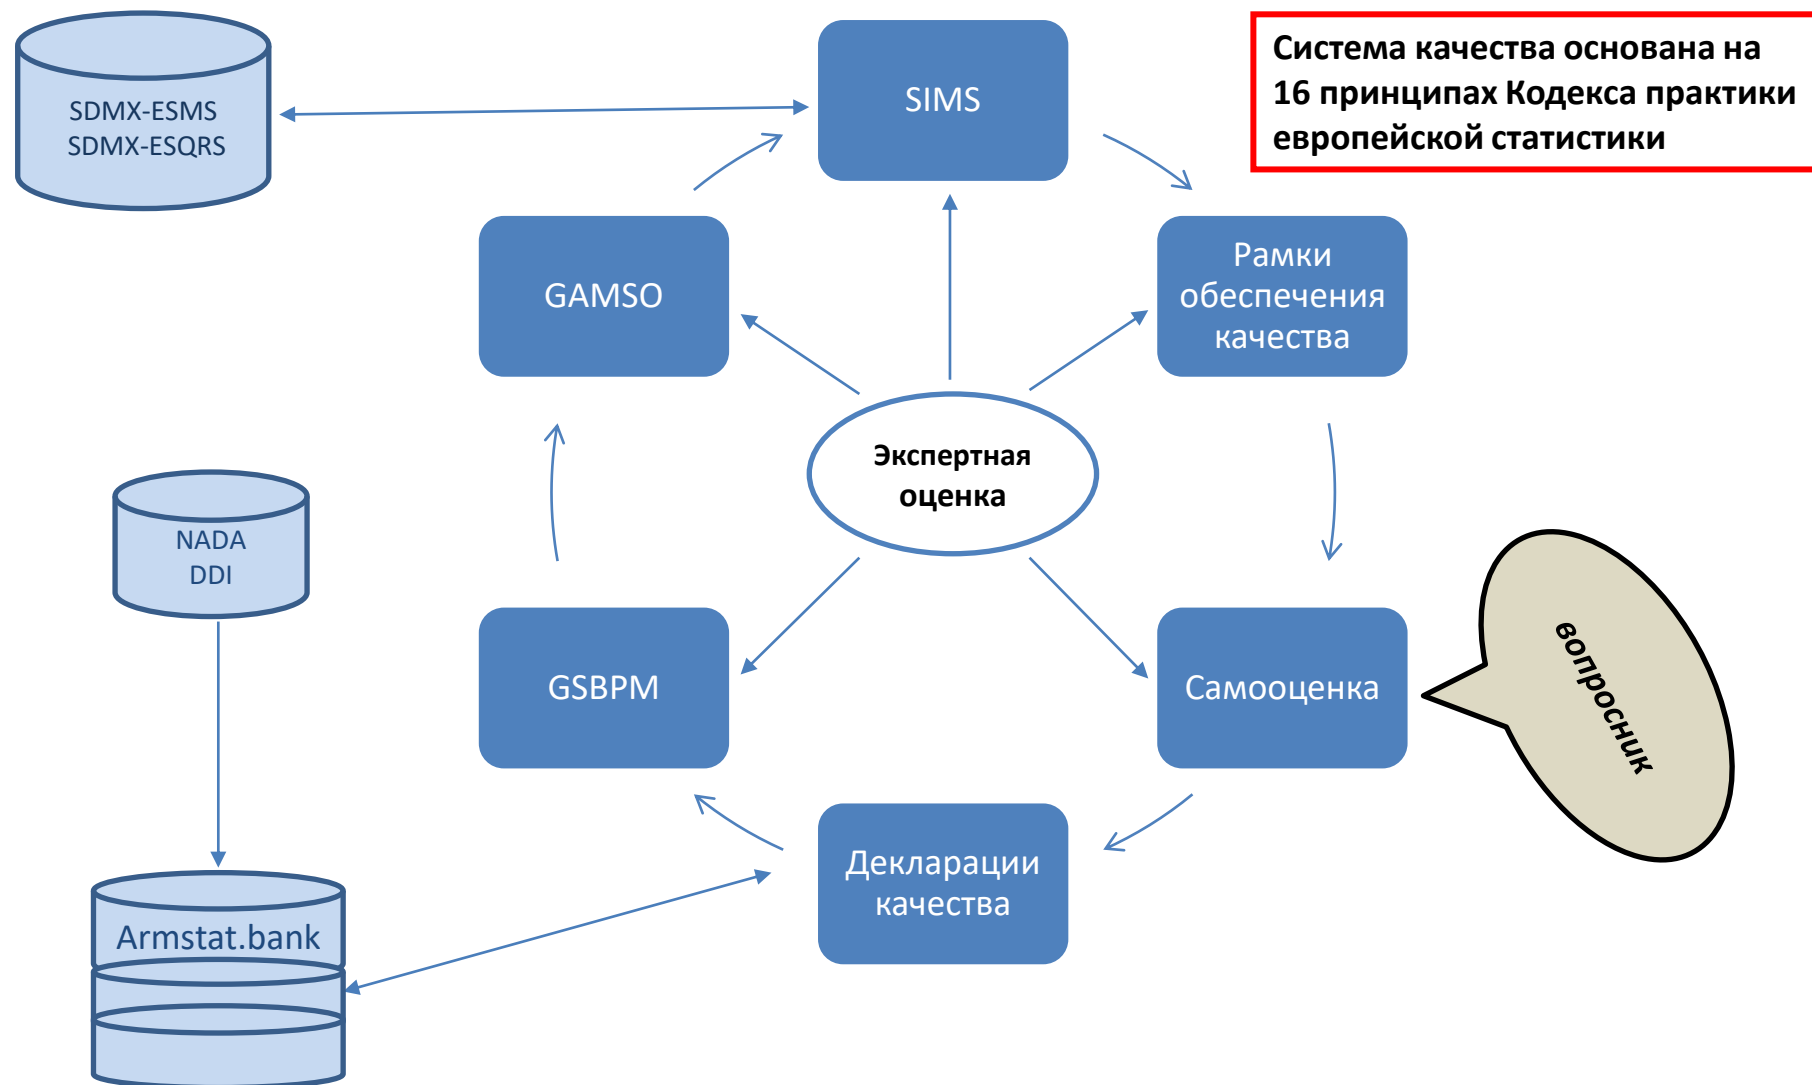 SDMX-ESMS
SDMX-ESQRS
SIMS
Система качества основана на
16 принципах Кодекса практики
европейской статистики
GAMSO
Рамки
обеспечения
качества
Экспертная
оценка
NADA
DDI
GSBPM
Самооценка
вопросник
Декларации
качества
Armstat.bank